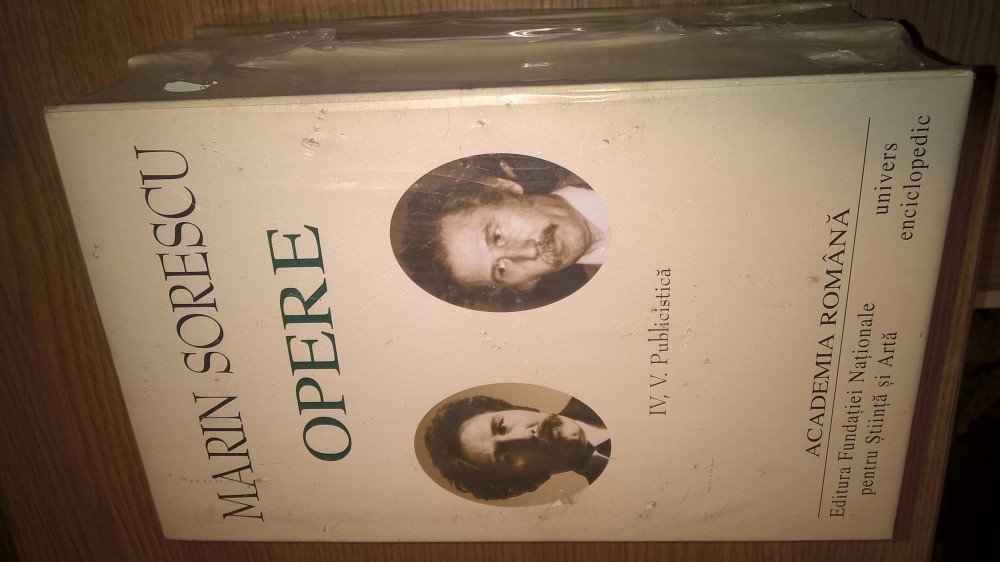 MARIN SORESCU
OPERE
IV, V. Publicistică
ACADEMIA ROMÂNĂ
Editura Fundației Naționale
pentru Știință și Artă
univers
enciclopedic